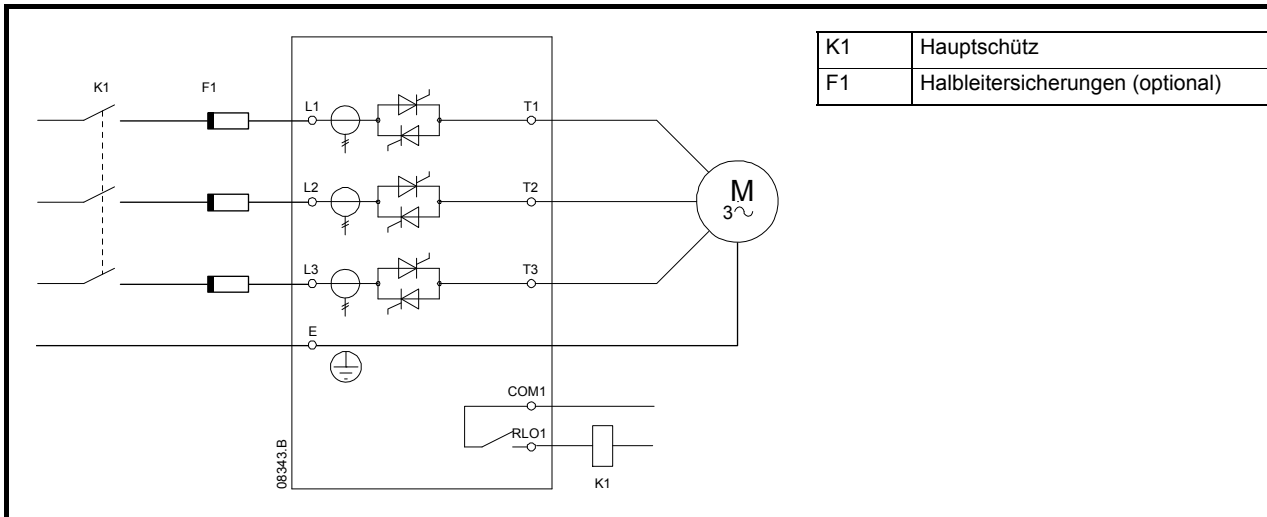 K1 Hauptschütz
F1 Halbleitersicherungen (optional)
K1 F1
L1 T1
L2 T2
M
3~
L3 T3
E
COM1
RLO1
K1
08343.B